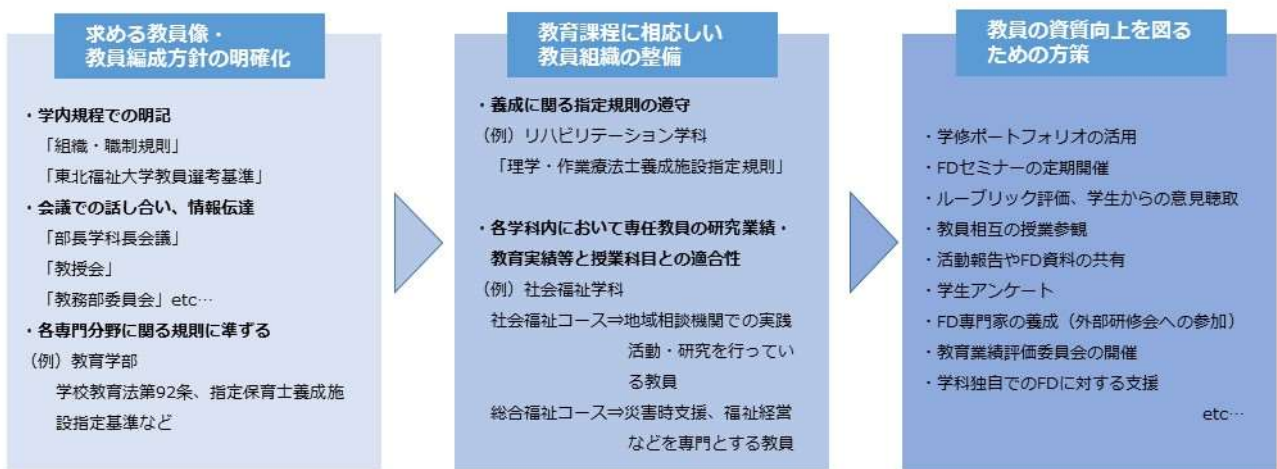 求める教員像・
教員編成方針の明確化
・学内規程での明記
「組織・職制規則」
「東北福祉大学教員選考基準」
・会議での話し合い、情報伝達
「部長学科長会議」
「教授会」
「教務部委員会」etc…
・各専門分野に関る規則に準ずる
（例）教育学部
学校教育法第92条、指定保育士養成施
設指定基準など
教育課程に相応しい
教員組織の整備
・養成に関る指定規則の遵守
（例）リハビリテーション学科
「理学・作業療法士養成施設指定規則」
・各学科内において専任教員の研究業績・
教育実績等と授業科目との適合性
（例）社会福祉学科
社会福祉コース⇒地域相談機関での実践
活動・研究を行ってい
る教員
総合福祉コース⇒災害時支援、福祉経営
などを専門とする教員
教員の資質向上を図る
ための方策
・学修ポートフォリオの活用
・FDセミナーの定期開催
・ルーブリック評価、学生からの意見聴取
・教員相互の授業参観
・活動報告やFD資料の共有
・学生アンケート
・FD専門家の養成（外部研修会への参加）
・教育業績評価委員会の開催
・学科独自でのFDに対する支援
etc…